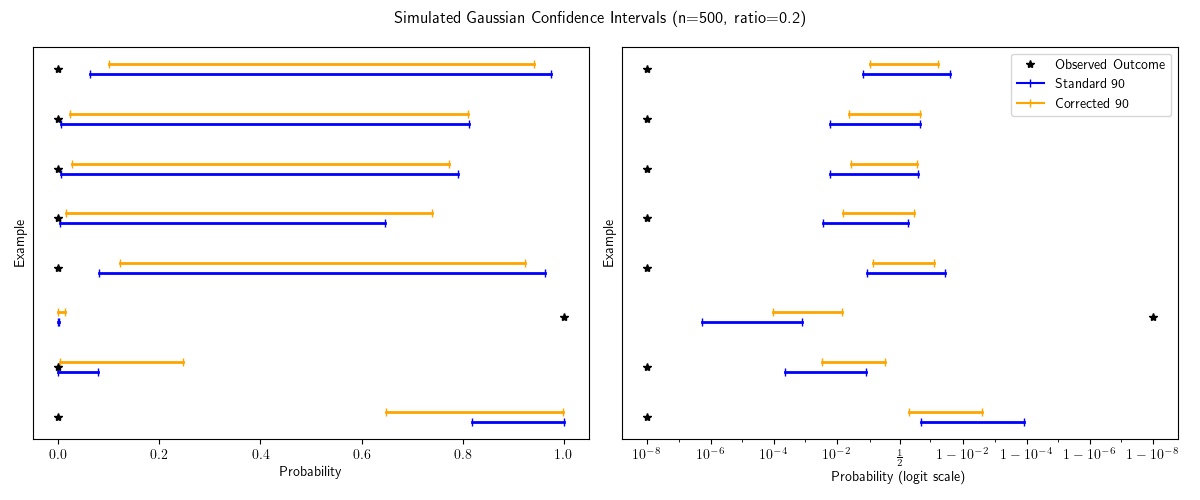 Simulated Gaussian Confidence Intervals (n=500, ratio=0.2)
Example
0.0 0.2 0.4 0.6 0.8 1.0
Probability
Example
Observed Outcome
Standard 90
Corrected 90
10⁻⁸ 10⁻⁶ 10⁻⁴ 10⁻² 1/2 1 − 10⁻² 1 − 10⁻⁴ 1 − 10⁻⁶ 1 − 10⁻⁸
Probability (logit scale)